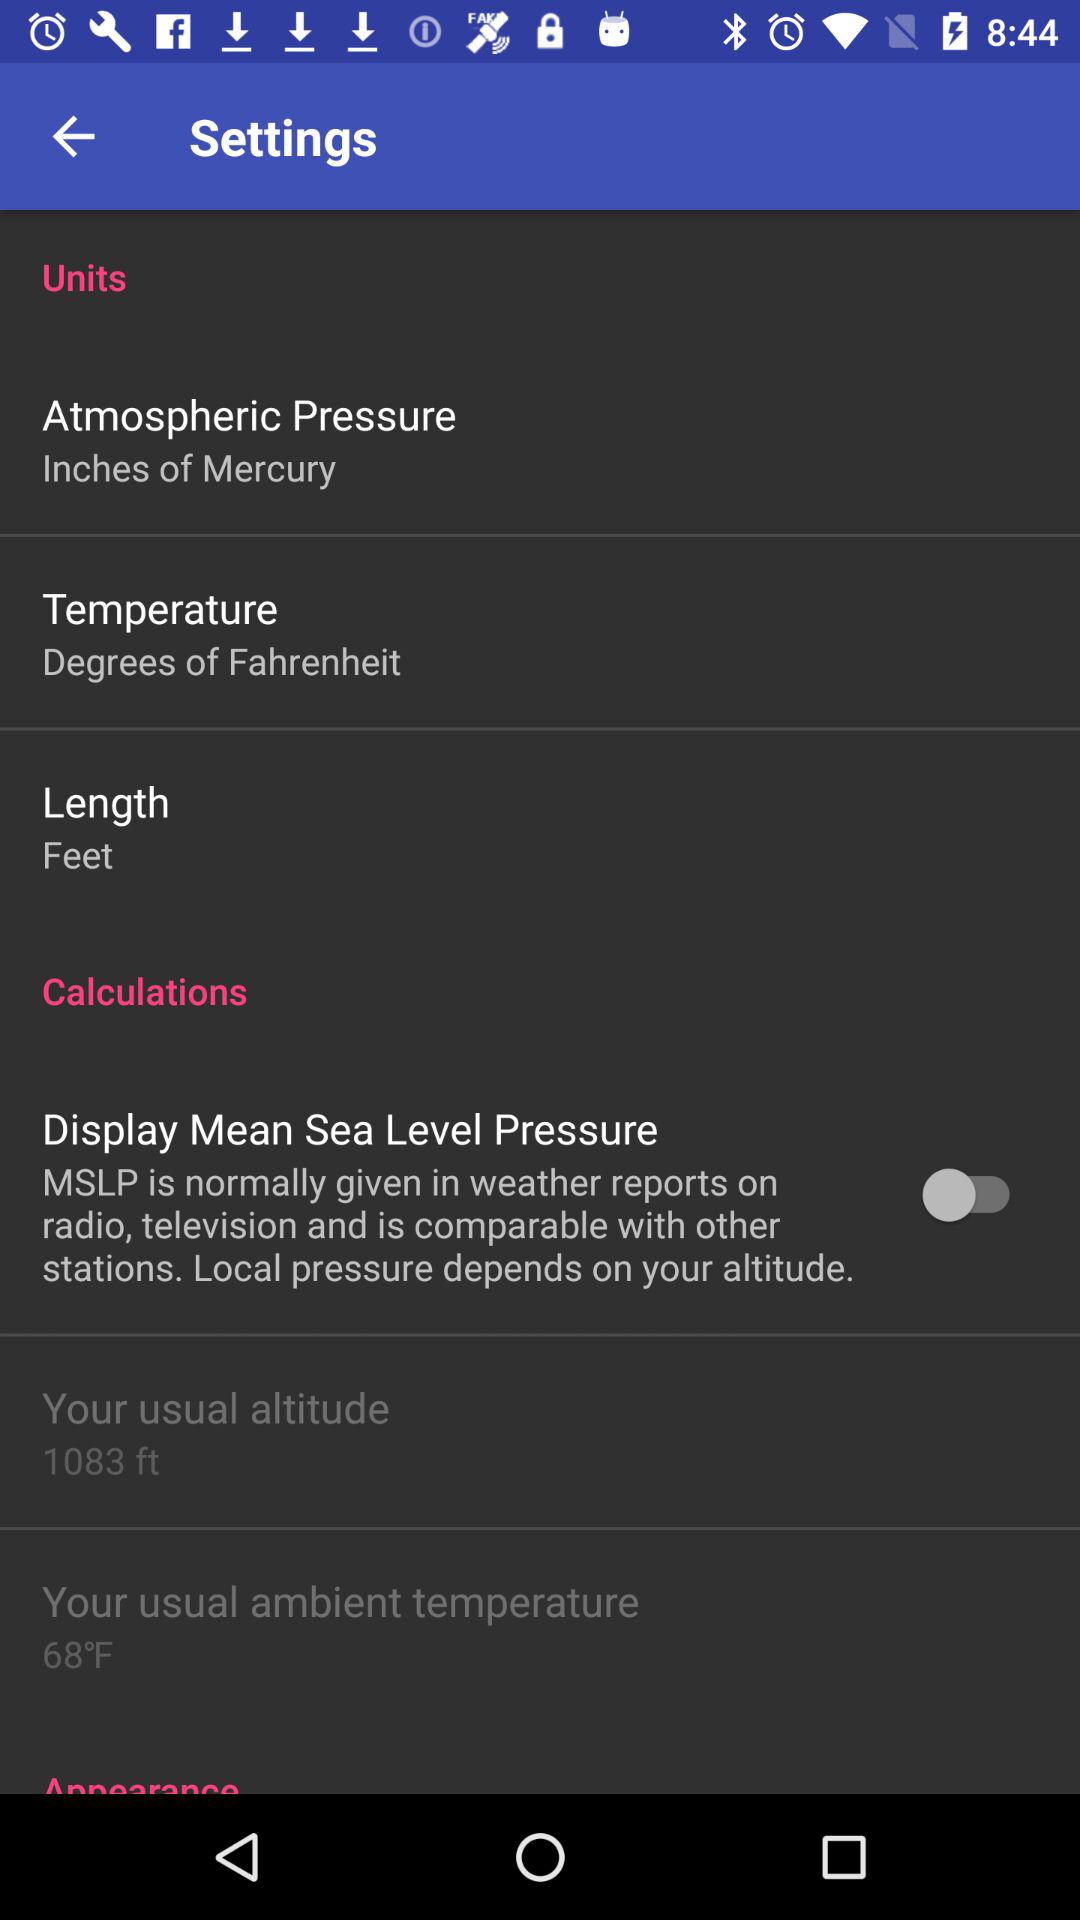 FAKE
8:44
Settings
Units
Atmospheric Pressure
Inches of Mercury
Temperature
Degrees of Fahrenheit
Length
Feet
Calculations
Display Mean Sea Level Pressure
MSLP is normally given in weather reports on
radio, television and is comparable with other
stations. Local pressure depends on your altitude.
Your usual altitude
1083 ft
Your usual ambient temperature
68°F
Appearance